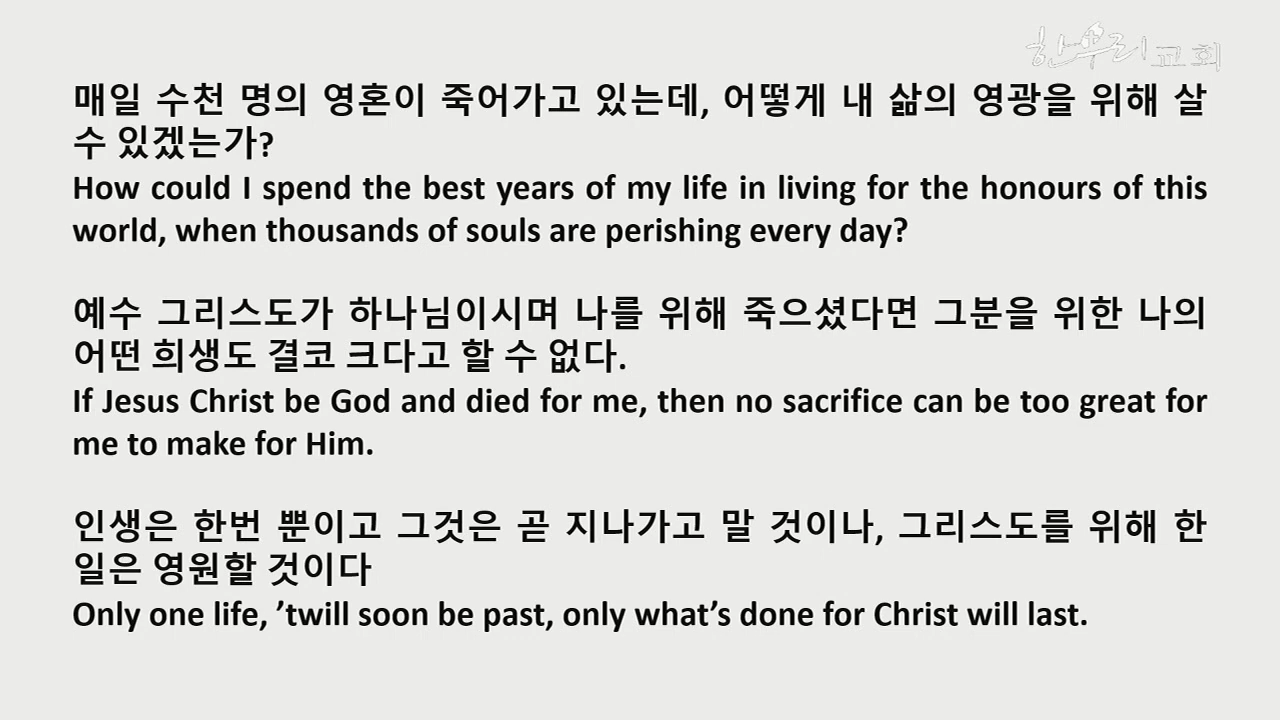 한우리교회
매일 수천 명의 영혼이 죽어가고 있는데, 어떻게 내 삶의 영광을 위해 살
수 있겠는가?
How could I spend the best years of my life in living for the honours of this
world, when thousands of souls are perishing every day?
예수 그리스도가 하나님이시며 나를 위해 죽으셨다면 그분을 위한 나의
어떤 희생도 결코 크다고 할 수 없다.
If Jesus Christ be God and died for me, then no sacrifice can be too great for
me to make for Him.
인생은 한번 뿐이고 그것은 곧 지나가고 말 것이나, 그리스도를 위해 한
일은 영원할 것이다
Only one life, ’twill soon be past, only what’s done for Christ will last.